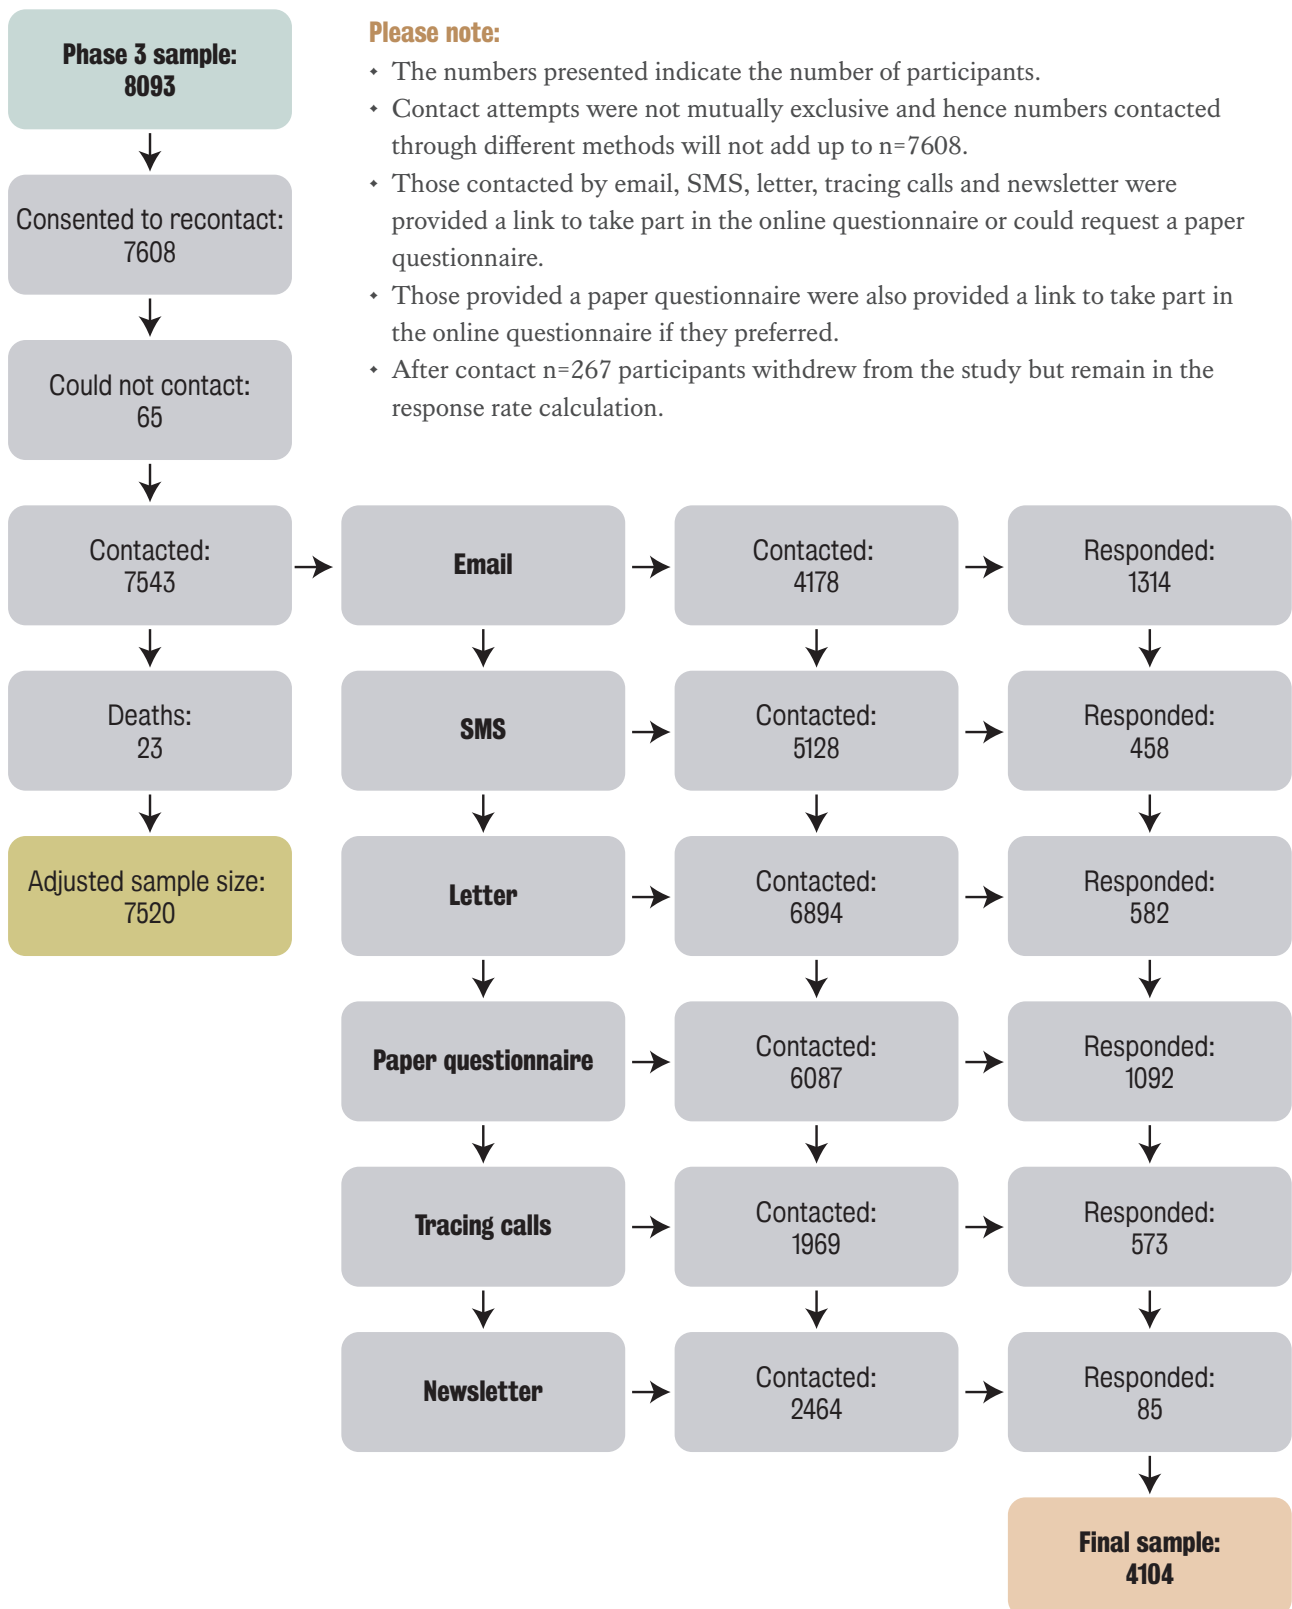 Phase 3 sample:
8093
Please note:
• The numbers presented indicate the number of participants.
• Contact attempts were not mutually exclusive and hence numbers contacted
through different methods will not add up to n=7608.
• Those contacted by email, SMS, letter, tracing calls and newsletter were
provided a link to take part in the online questionnaire or could request a paper
questionnaire.
• Those provided a paper questionnaire were also provided a link to take part in
the online questionnaire if they preferred.
• After contact n=267 participants withdrew from the study but remain in the
response rate calculation.
Consented to recontact:
7608
Could not contact:
65
Contacted:
7543
Email
Contacted:
4178
Responded:
1314
Deaths:
23
SMS
Contacted:
5128
Responded:
458
Adjusted sample size:
7520
Letter
Contacted:
6894
Responded:
582
Paper questionnaire
Contacted:
6087
Responded:
1092
Tracing calls
Contacted:
1969
Responded:
573
Newsletter
Contacted:
2464
Responded:
85
Final sample:
4104